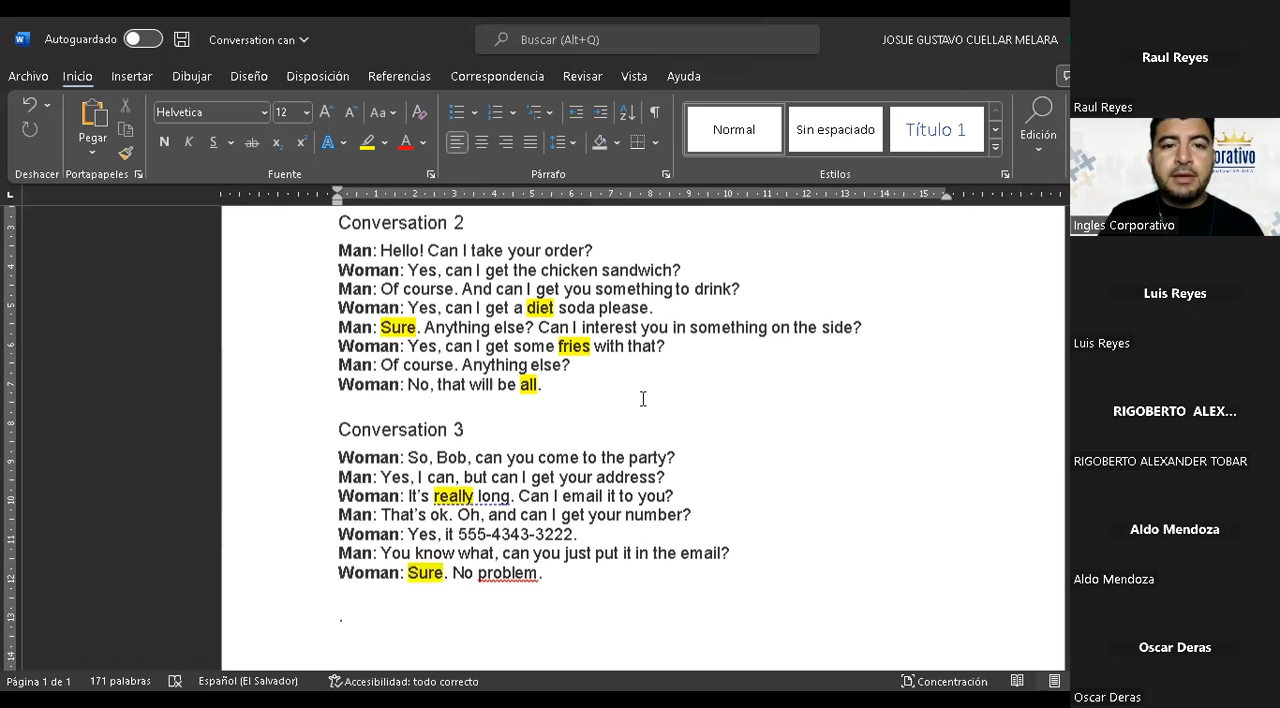 Autoguardado
Conversation can
Buscar (Alt+Q)
JOSUE GUSTAVO CUELLAR MELARA
Archivo Inicio Insertar Dibujar Diseño Disposición Referencias Correspondencia Revisar Vista Ayuda
Pegar
Helvetica 12
Normal
Sin espaciado
Título 1
Edición
Deshacer Portapapeles Fuente Párrafo Estilos
Conversation 2
Man: Hello! Can I take your order?
Woman: Yes, can I get the chicken sandwich?
Man: Of course. And can I get you something to drink?
Woman: Yes, can I get a diet soda please.
Man: Sure. Anything else? Can I interest you in something on the side?
Woman: Yes, can I get some fries with that?
Man: Of course. Anything else?
Woman: No, that will be all.
Conversation 3
Woman: So, Bob, can you come to the party?
Man: Yes, I can, but can I get your address?
Woman: It's really long. Can I email it to you?
Man: That's ok. Oh, and can I get your number?
Woman: Yes, it 555-4343-3222.
Man: You know what, can you just put it in the email?
Woman: Sure. No problem.
.
Página 1 de 1 171 palabras Español (El Salvador) Accesibilidad: todo correcto Concentración
Raul Reyes
Raul Reyes
Ingles Corporativo
Luis Reyes
Luis Reyes
RIGOBERTO ALEX...
RIGOBERTO ALEXANDER TOBAR
Aldo Mendoza
Aldo Mendoza
Oscar Deras
Oscar Deras